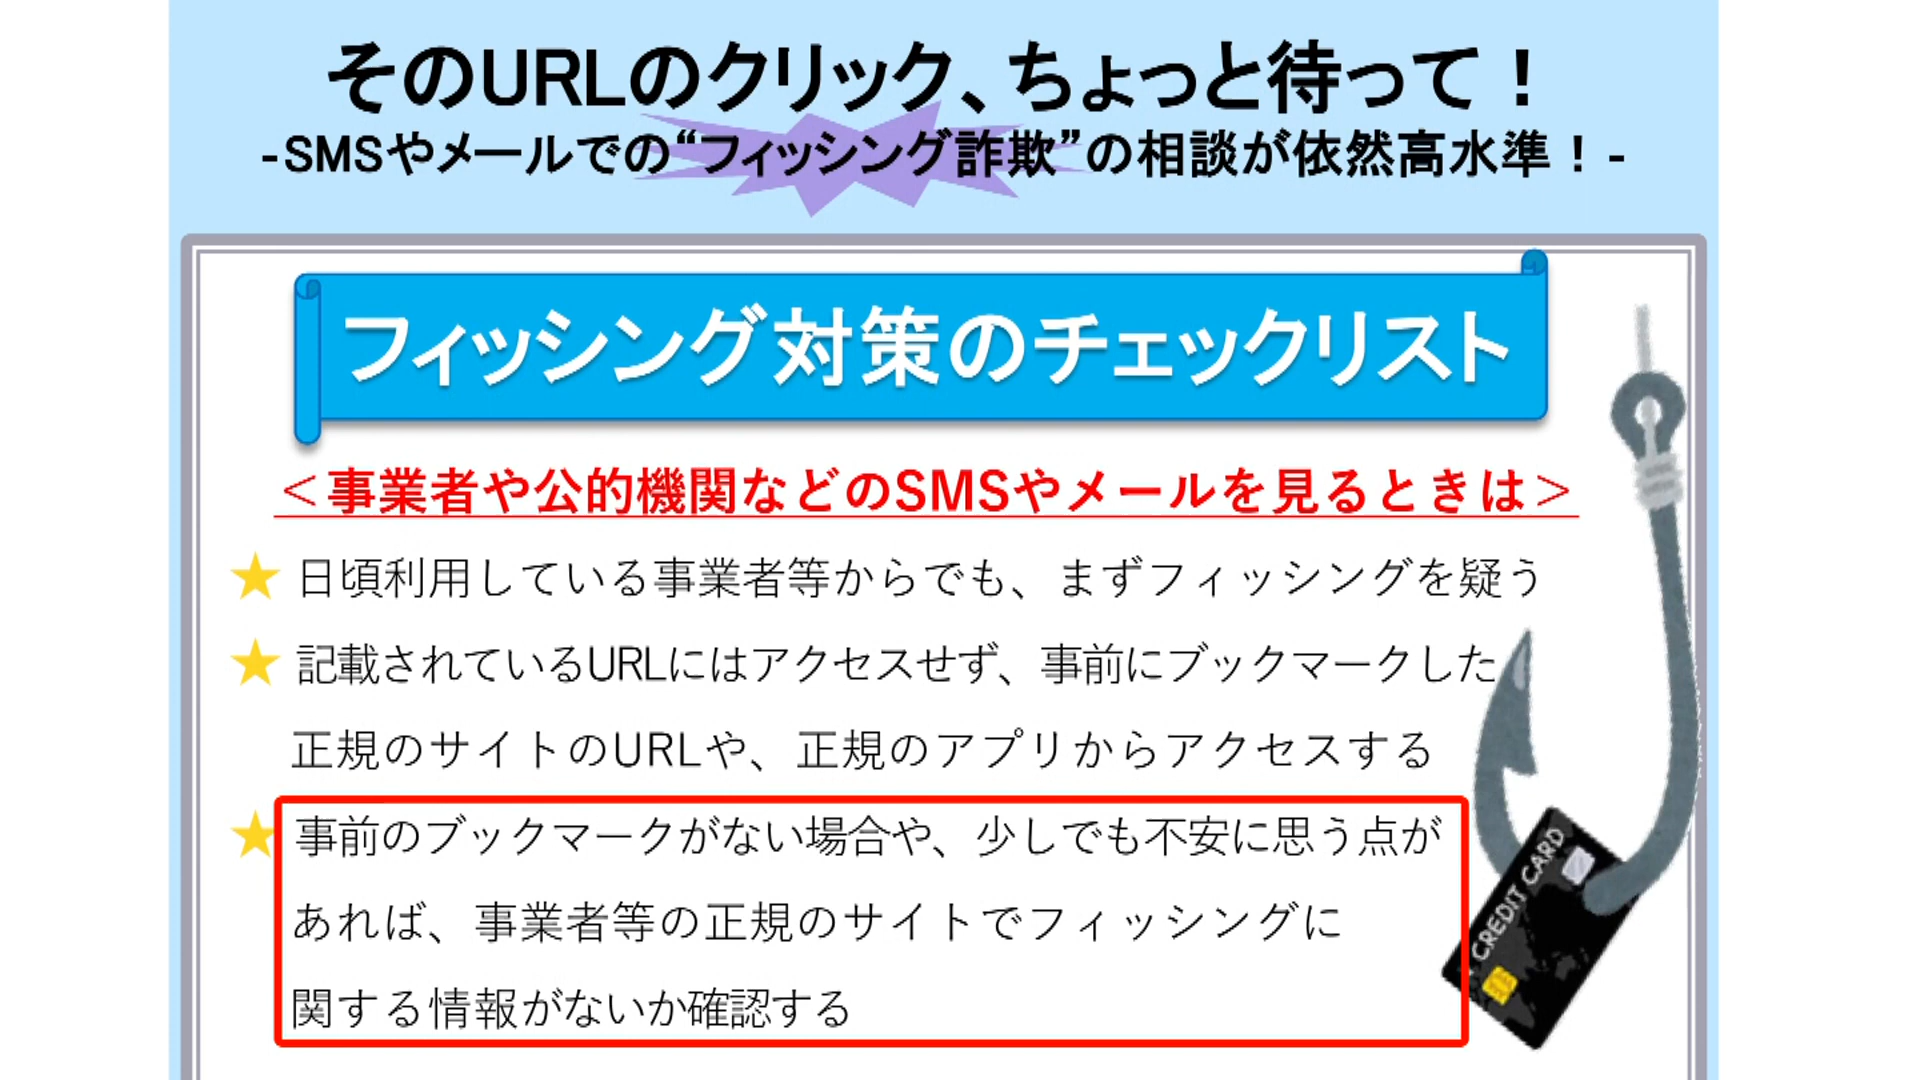 そのURLのクリック、ちょっと待って！
-SMSやメールでの“フィッシング詐欺”の相談が依然高水準！-
フィッシング対策のチェックリスト
＜事業者や公的機関などのSMSやメールを見るときは＞
★ 日頃利用している事業者等からでも、まずフィッシングを疑う
★ 記載されているURLにはアクセスせず、事前にブックマークした
正規のサイトのURLや、正規のアプリからアクセスする
★ 事前のブックマークがない場合や、少しでも不安に思う点が
あれば、事業者等の正規のサイトでフィッシングに
関する情報がないか確認する
CREDIT CARD